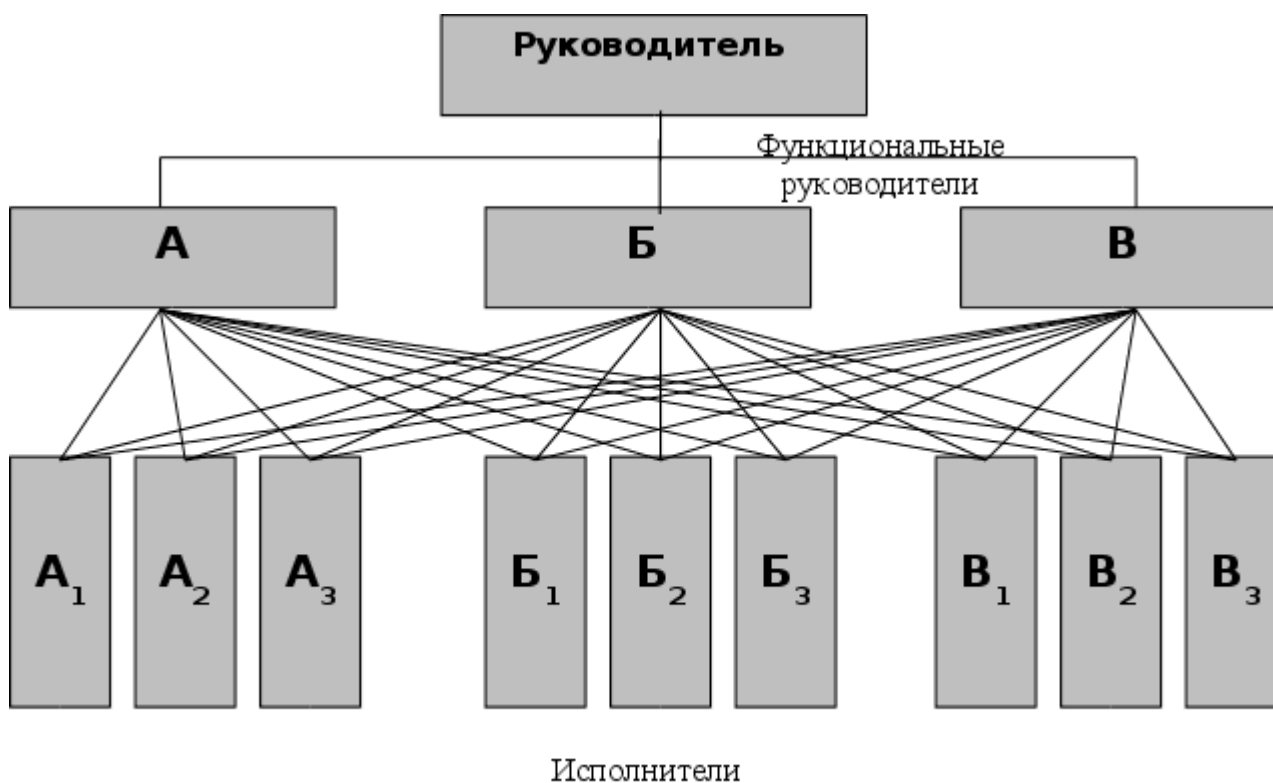 Руководитель
Функциональные
руководители
А
Б
В
А1
А2
А3
Б1
Б2
Б3
В1
В2
В3
Исполнители